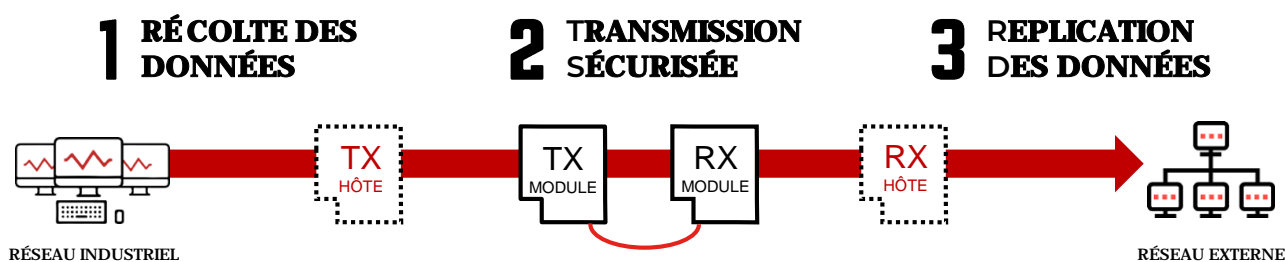 1 RÉCOLTE DES
DONNÉES
2 TRANSMISSION
SÉCURISÉE
3 REPLICATION
DES DONNÉES
TX
HÔTE
TX
MODULE
RX
MODULE
RX
HÔTE
RÉSEAU INDUSTRIEL
RÉSEAU EXTERNE